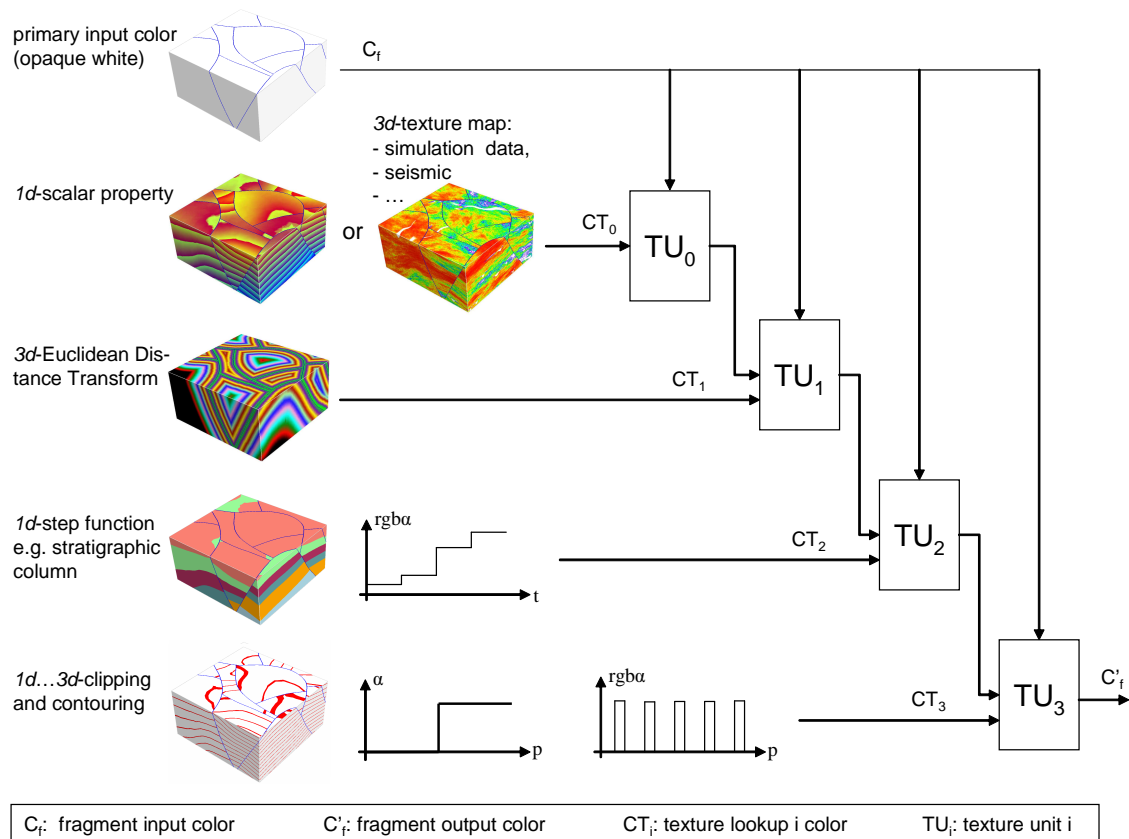 primary input color
(opaque white)
C_f
3d-texture map:
- simulation data,
- seismic
- ...
1d-scalar property
or
CT_0
TU_0
3d-Euclidean Dis-
tance Transform
CT_1
TU_1
1d-step function
e.g. stratigraphic
column
rgbα
t
CT_2
TU_2
1d...3d-clipping
and contouring
α
p
rgbα
p
CT_3
TU_3
C'_f
C_f: fragment input color C'_f: fragment output color CT_i: texture lookup i color TU_i: texture unit i